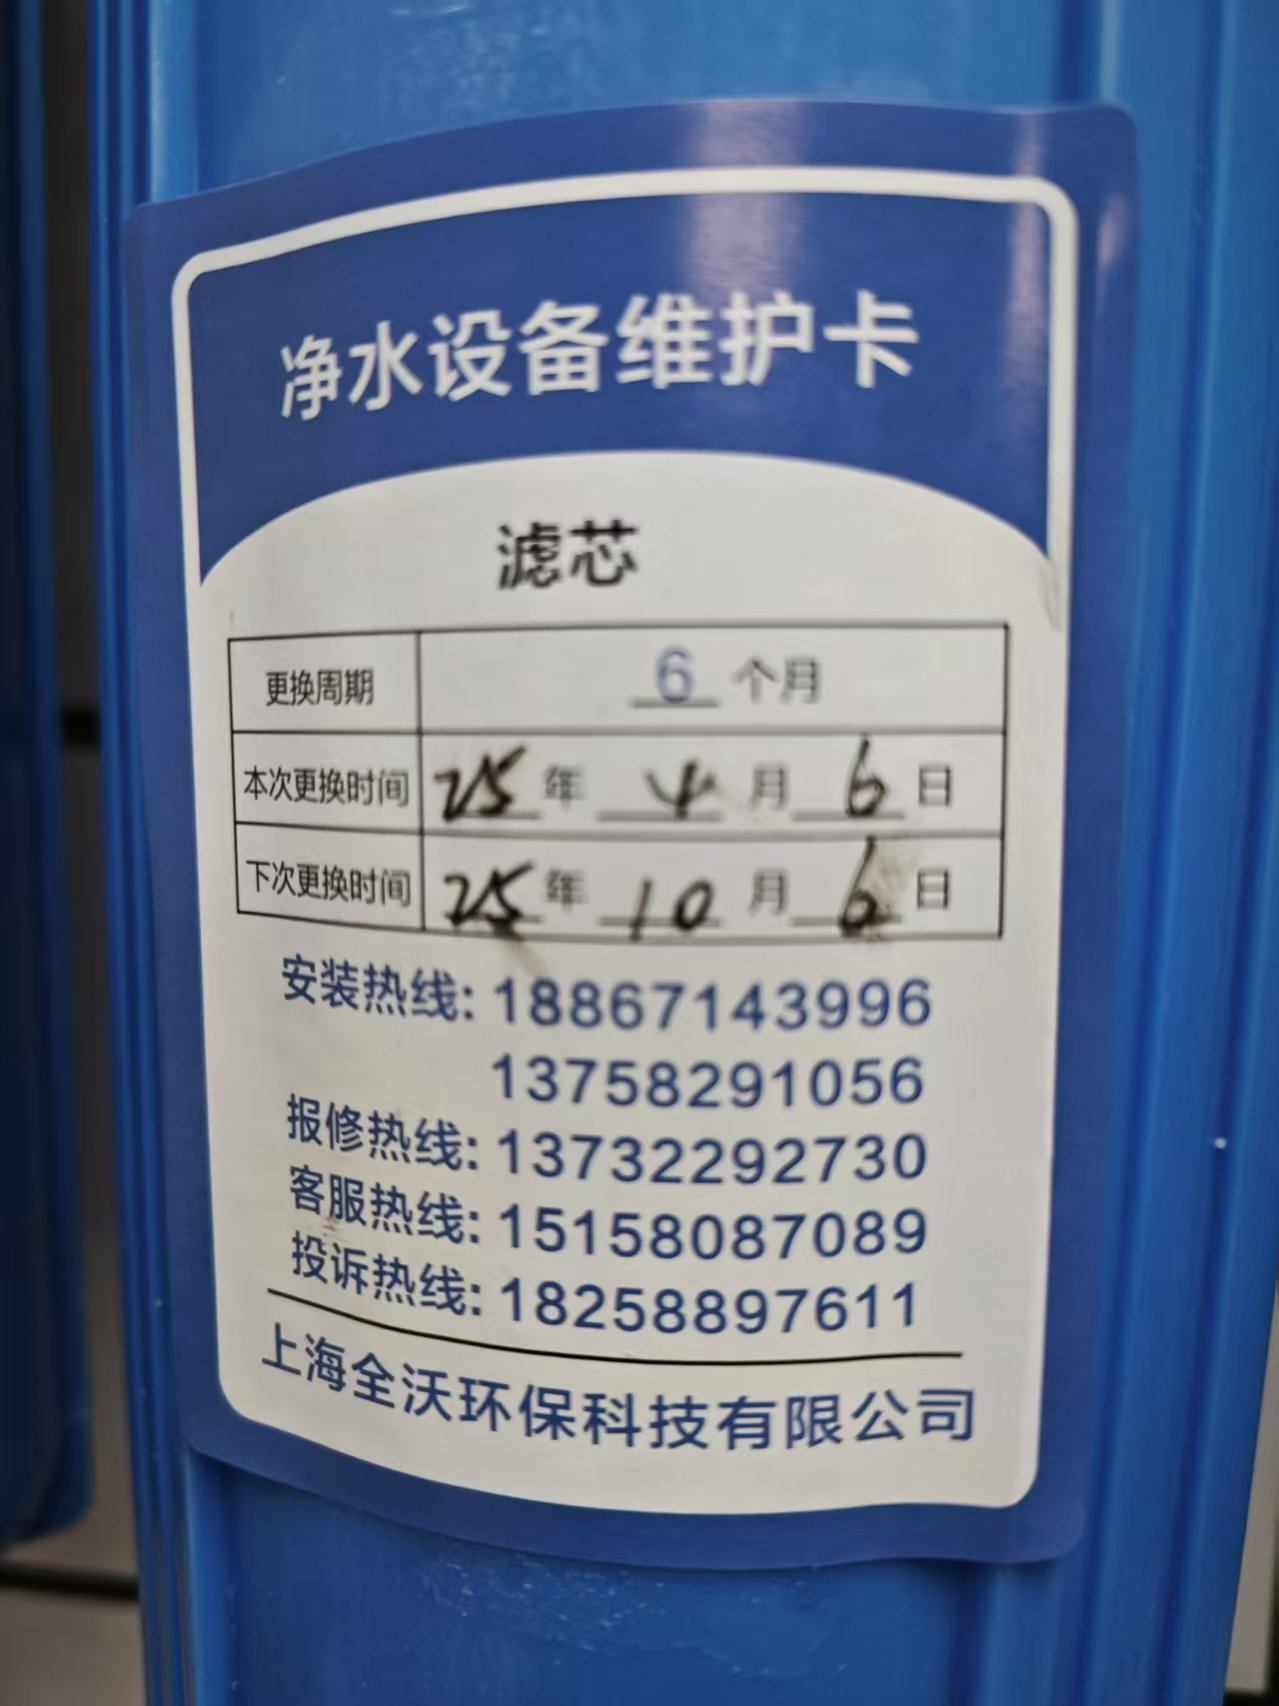 净水设备维护卡
滤芯
更换周期 6 个月
本次更换时间 25 年 4 月 6 日
下次更换时间 25 年 10 月 6 日
安装热线: 18867143996
13758291056
报修热线: 13732292730
客服热线: 15158087089
投诉热线: 18258897611
上海全沃环保科技有限公司